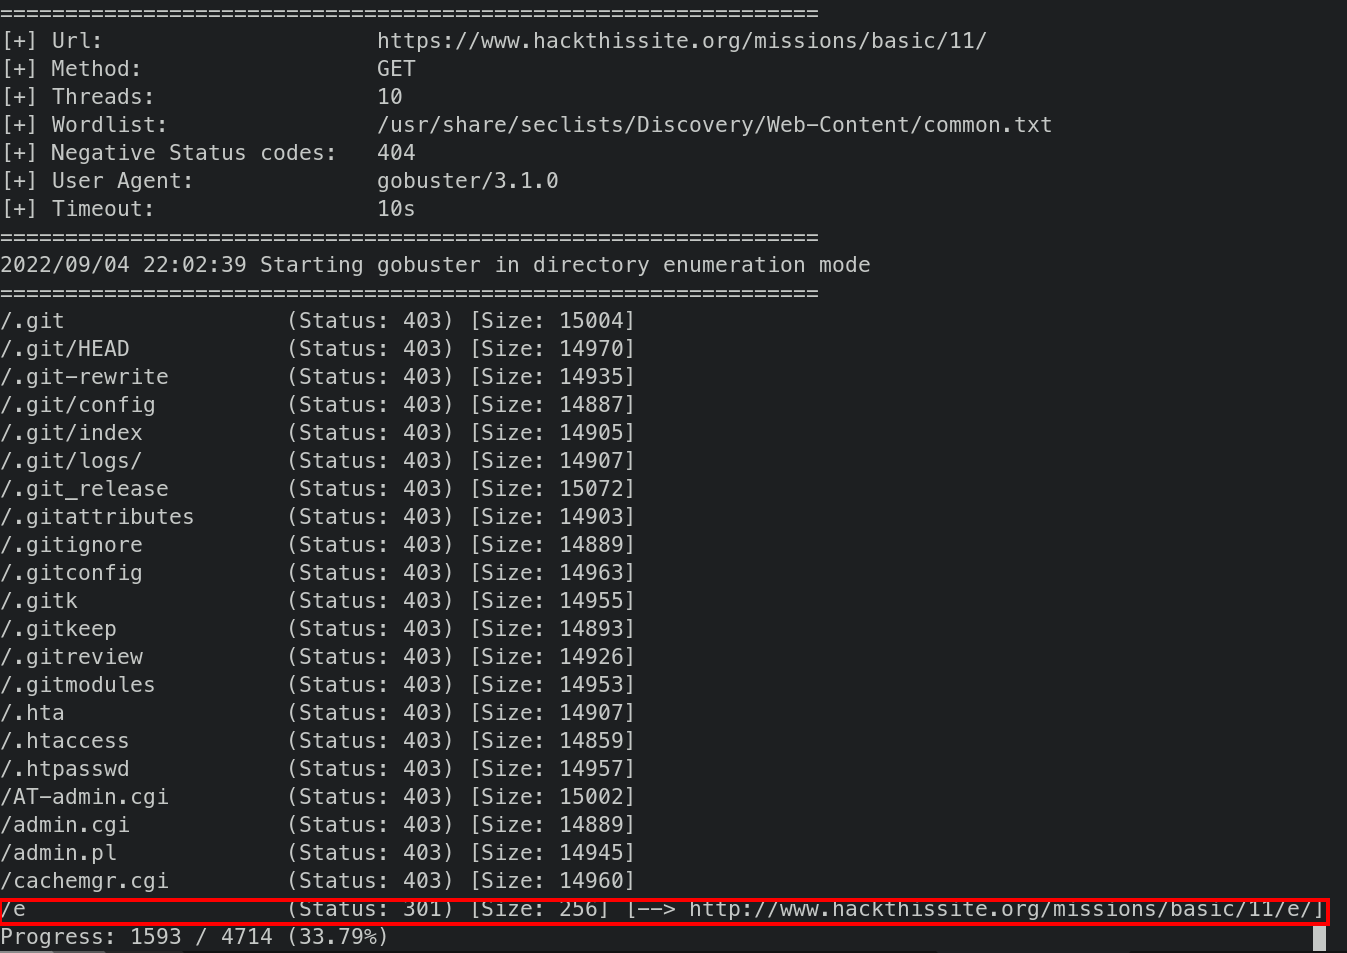 ===============================================================
[+] Url:                     https://www.hackthissite.org/missions/basic/11/
[+] Method:                  GET
[+] Threads:                 10
[+] Wordlist:                /usr/share/seclists/Discovery/Web-Content/common.txt
[+] Negative Status codes:   404
[+] User Agent:              gobuster/3.1.0
[+] Timeout:                 10s
===============================================================
2022/09/04 22:02:39 Starting gobuster in directory enumeration mode
===============================================================
/.git                 (Status: 403) [Size: 15004]
/.git/HEAD            (Status: 403) [Size: 14970]
/.git-rewrite         (Status: 403) [Size: 14935]
/.git/config          (Status: 403) [Size: 14887]
/.git/index           (Status: 403) [Size: 14905]
/.git/logs/           (Status: 403) [Size: 14907]
/.git_release         (Status: 403) [Size: 15072]
/.gitattributes       (Status: 403) [Size: 14903]
/.gitignore           (Status: 403) [Size: 14889]
/.gitconfig           (Status: 403) [Size: 14963]
/.gitk                (Status: 403) [Size: 14955]
/.gitkeep             (Status: 403) [Size: 14893]
/.gitreview           (Status: 403) [Size: 14926]
/.gitmodules          (Status: 403) [Size: 14953]
/.hta                 (Status: 403) [Size: 14907]
/.htaccess            (Status: 403) [Size: 14859]
/.htpasswd            (Status: 403) [Size: 14957]
/AT-admin.cgi         (Status: 403) [Size: 15002]
/admin.cgi            (Status: 403) [Size: 14889]
/admin.pl             (Status: 403) [Size: 14945]
/cachemgr.cgi         (Status: 403) [Size: 14960]
/e                    (Status: 301) [Size: 256] [--> http://www.hackthissite.org/missions/basic/11/e/]
Progress: 1593 / 4714 (33.79%)